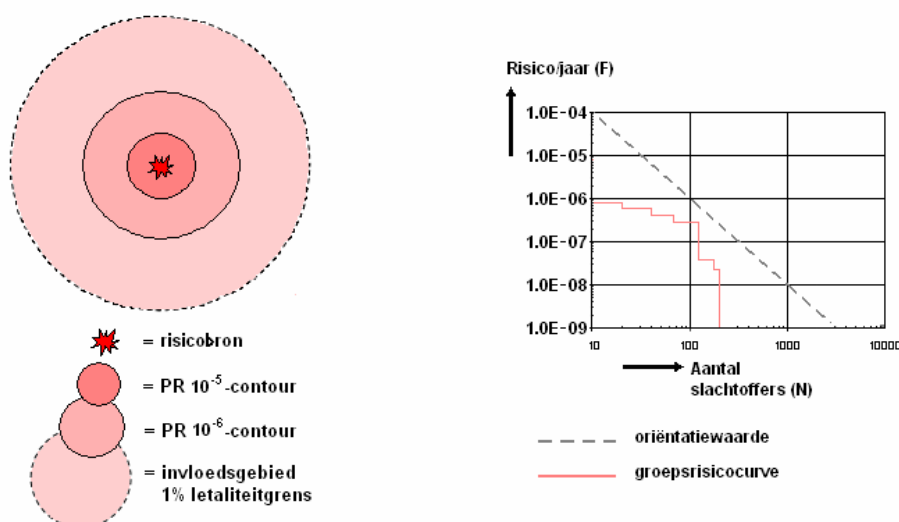 = risicobron
= PR 10⁻⁵-contour
= PR 10⁻⁶-contour
= invloedsgebied
1% letaliteitgrens
Risico/jaar (F)
1.0E-04
1.0E-05
1.0E-06
1.0E-07
1.0E-08
1.0E-09
10 100 1000 10000
Aantal
slachtoffers (N)
oriëntatiewaarde
groepsrisicocurve